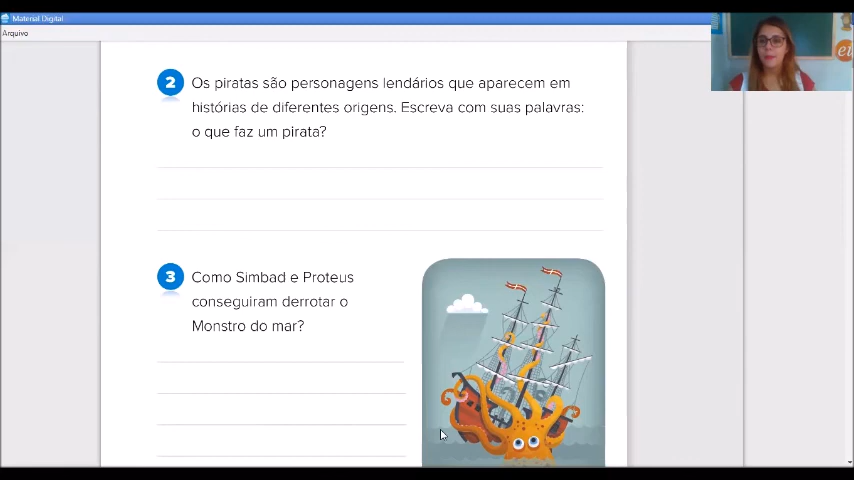 Material Digital
Arquivo
2 Os piratas são personagens lendários que aparecem em
histórias de diferentes origens. Escreva com suas palavras:
o que faz um pirata?
3 Como Simbad e Proteus
conseguiram derrotar o
Monstro do mar?